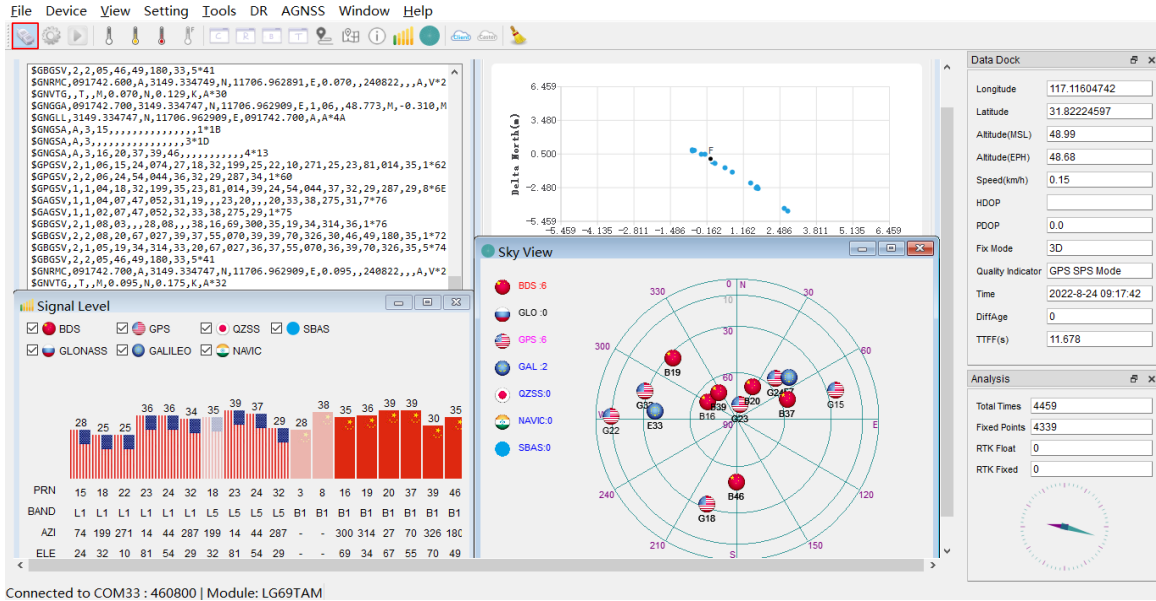 File Device View Setting Tools DR AGNSS Window Help
C R S T Client Caster
$GBGSV,2,2,05,46,49,180,33,5*41
$GNRMC,091742.600,A,3149.334749,N,11706.962891,E,0.070,,240822,,,A,V*2
$GNVTG,,T,,M,0.070,N,0.129,K,A*30
$GNGGA,091742.700,3149.334747,N,11706.962909,E,1,06,,48.773,M,-0.310,M
$GNGLL,3149.334747,N,11706.962909,E,091742.700,A,A*4A
$GNGSA,A,3,15,,,,,,,,,,,,,,,1*1B
$GNGSA,A,3,,,,,,,,,,,,,,,,3*1D
$GNGSA,A,3,16,20,37,39,46,,,,,,,,,,,4*13
$GPGSV,2,1,06,15,24,074,27,18,32,199,25,22,10,271,25,23,81,014,35,1*62
$GPGSV,2,2,06,24,54,044,36,32,29,287,34,1*60
$GPGSV,1,1,04,18,32,199,35,23,81,014,39,24,54,044,37,32,29,287,29,8*6E
$GAGSV,1,1,04,07,47,052,31,19,,,23,20,,,20,33,38,275,31,7*76
$GAGSV,1,1,02,07,47,052,32,33,38,275,29,1*75
$GBGSV,2,1,08,03,,,28,08,,,38,16,69,300,35,19,34,314,36,1*76
$GBGSV,2,2,08,20,67,027,39,37,55,070,39,39,70,326,30,46,49,180,35,1*72
$GBGSV,2,1,05,19,34,314,33,20,67,027,36,37,55,070,36,39,70,326,35,5*74
$GBGSV,2,2,05,46,49,180,33,5*41
$GNRMC,091742.700,A,3149.334747,N,11706.962909,E,0.095,,240822,,,A,V*2
$GNVTG,,T,,M,0.095,N,0.175,K,A*32
Delta North(m)
6.459
3.480
0.500
-2.480
-5.459
F
-5.459 -4.135 -2.811 -1.486 -0.162 1.162 2.486 3.811 5.135 6.459
Signal Level
BDS GPS QZSS SBAS
GLONASS GALILEO NAVIC
28 25 25 36 36 34 35 39 37 29 28 38 35 36 39 39 30 35
PRN 15 18 22 23 24 32 18 23 24 32 3 8 16 19 20 37 39 46
BAND L1 L1 L1 L1 L1 L1 L5 L5 L5 L5 B1 B1 B1 B1 B1 B1 B1 B1
AZI 74 199 271 14 44 287 199 14 44 287 - - 300 314 27 70 326 180
ELE 24 32 10 81 54 29 32 81 54 29 - - 69 34 67 55 70 49
Sky View
BDS :6
GLO :0
GPS :6
GAL :2
QZSS:0
NAVIC:0
SBAS:0
0 N
330 30
10
30
300 60
60
B19
G32 B39 B20 G24 G15
B16 G23 B37
W E33
G22 90 E
B46
240 120
G18
210 150
S
Data Dock
Longitude 117.11604742
Latitude 31.82224597
Altitude(MSL) 48.99
Altitude(EPH) 48.68
Speed(km/h) 0.15
HDOP
PDOP 0.0
Fix Mode 3D
Quality Indicator GPS SPS Mode
Time 2022-8-24 09:17:42
DiffAge 0
TTFF(s) 11.678
Analysis
Total Times 4459
Fixed Points 4339
RTK Float 0
RTK Fixed 0
Connected to COM33 : 460800 | Module: LG69TAM